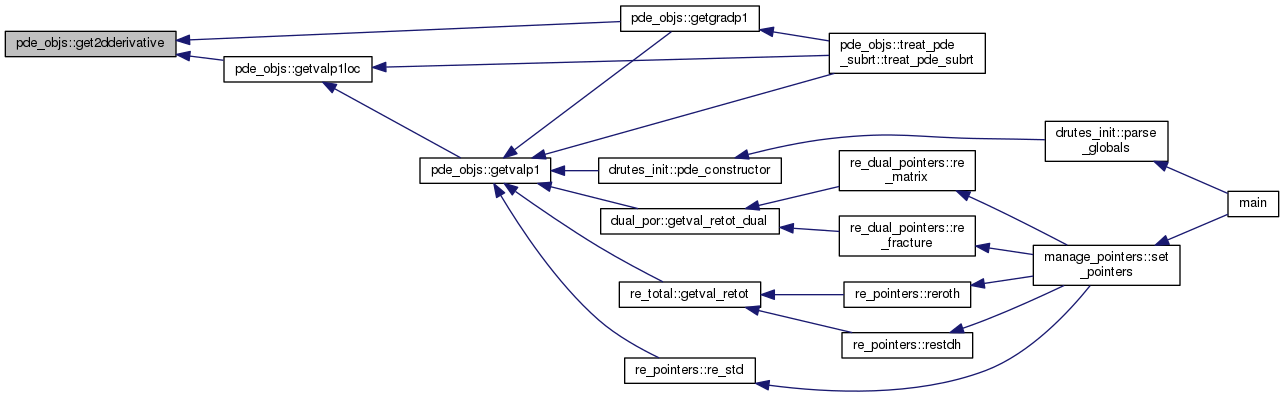 pde_objs::get2dderivative
pde_objs::getvalp1loc
pde_objs::getgradp1
pde_objs::treat_pde
_subrt::treat_pde_subrt
pde_objs::getvalp1
drutes_init::pde_constructor
dual_por::getval_retot_dual
re_total::getval_retot
re_pointers::re_std
re_dual_pointers::re
_matrix
re_dual_pointers::re
_fracture
re_pointers::reroth
re_pointers::restdh
drutes_init::parse
_globals
manage_pointers::set
_pointers
main